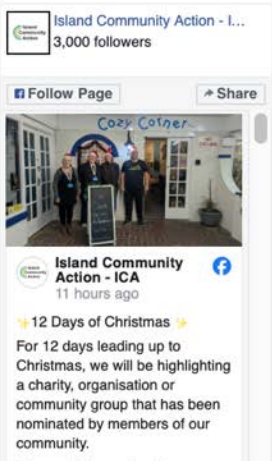 Island Community Action - I...
3,000 followers
Follow Page
Share
Cozy Corner
Island Community
Action - ICA
11 hours ago
✨12 Days of Christmas ✨
For 12 days leading up to
Christmas, we will be highlighting
a charity, organisation or
community group that has been
nominated by members of our
community.